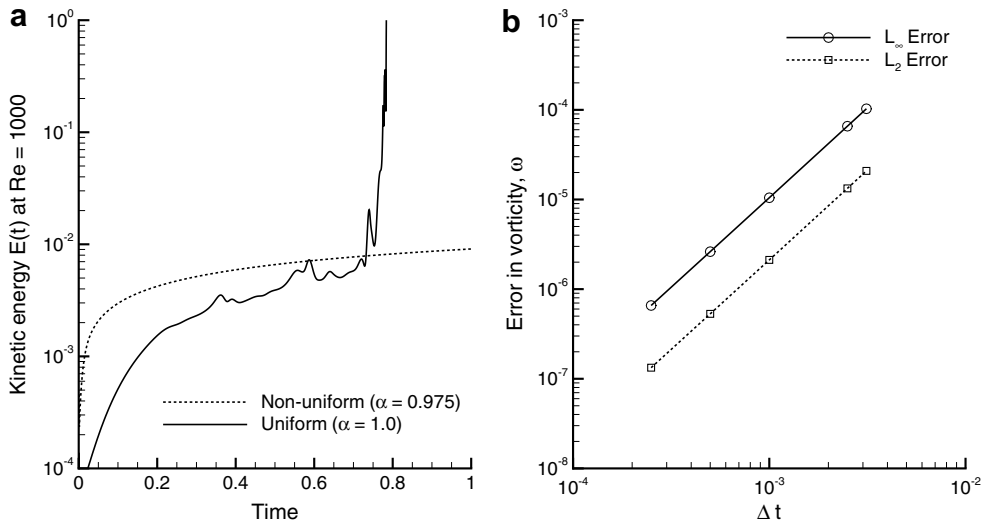 a
Kinetic energy E(t) at Re = 1000
10^0
10^-1
10^-2
10^-3
10^-4
0
0.2
0.4
0.6
0.8
1
Time
Non-uniform (α = 0.975)
Uniform (α = 1.0)
b
Error in vorticity, ω
10^-3
10^-4
10^-5
10^-6
10^-7
10^-8
10^-4
10^-3
10^-2
Δ t
L_∞ Error
L_2 Error